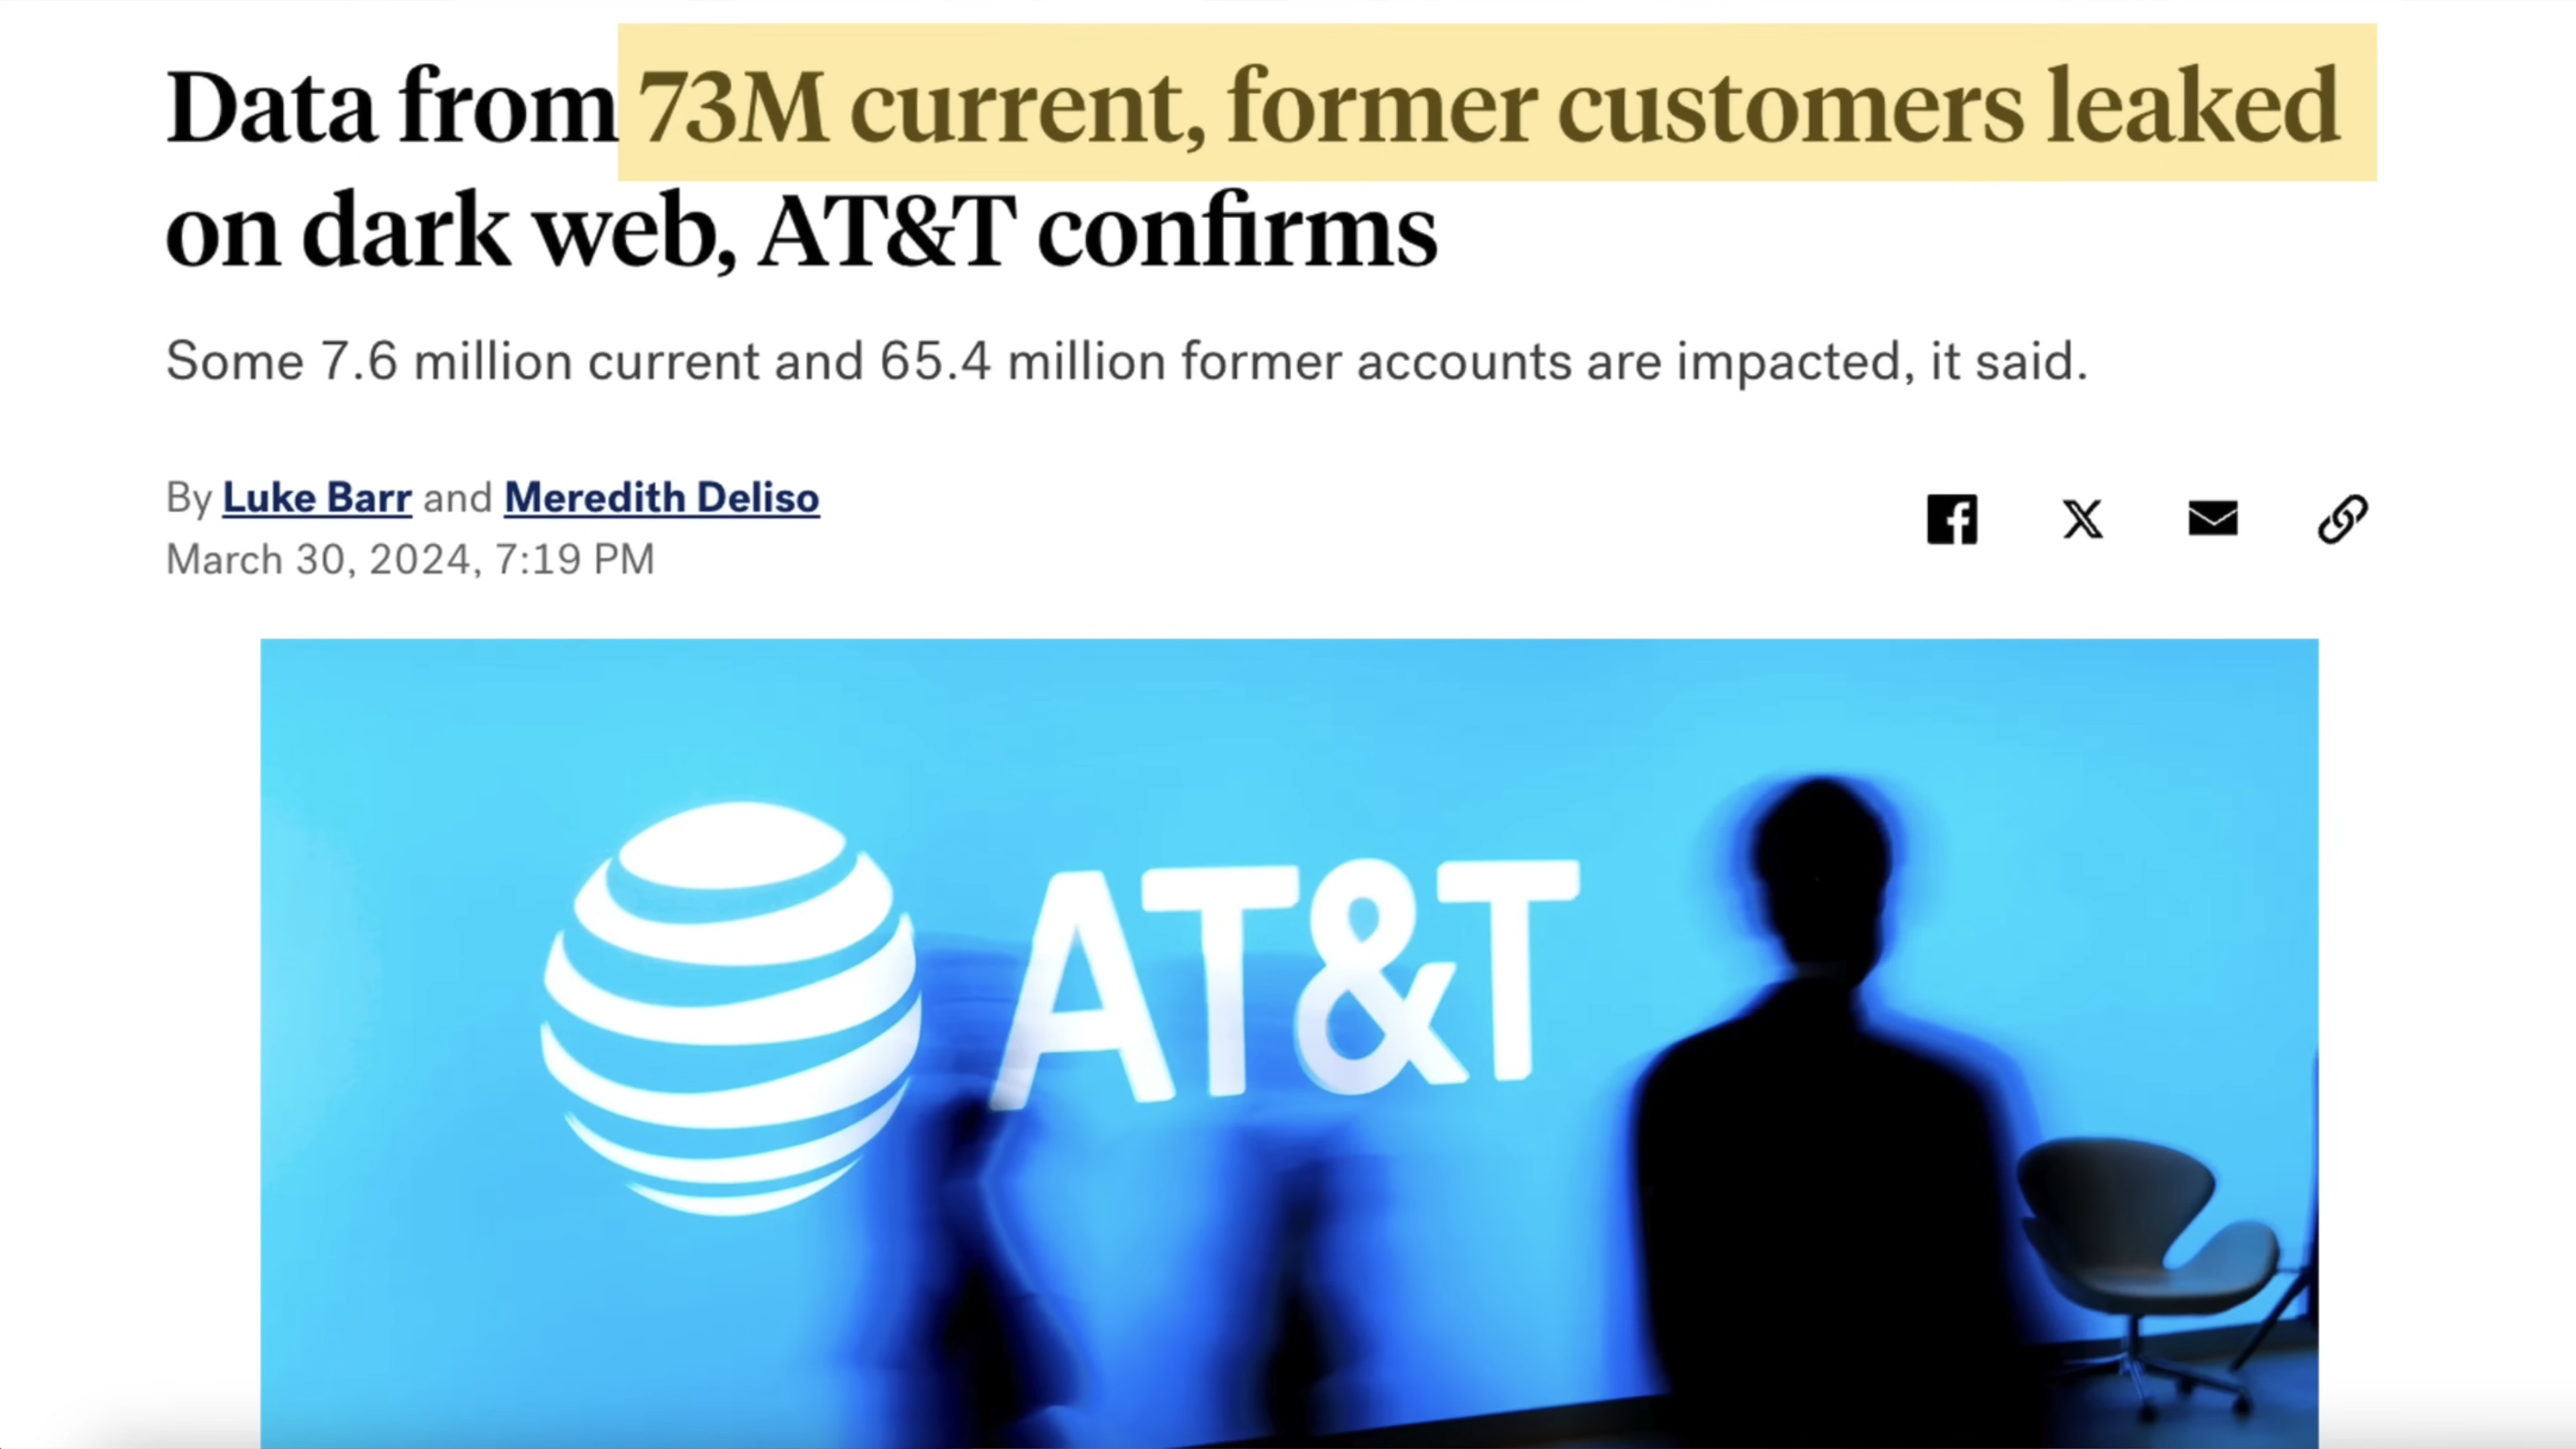 Data from 73M current, former customers leaked
on dark web, AT&T confirms
Some 7.6 million current and 65.4 million former accounts are impacted, it said.
By Luke Barr and Meredith Deliso
March 30, 2024, 7:19 PM
AT&T